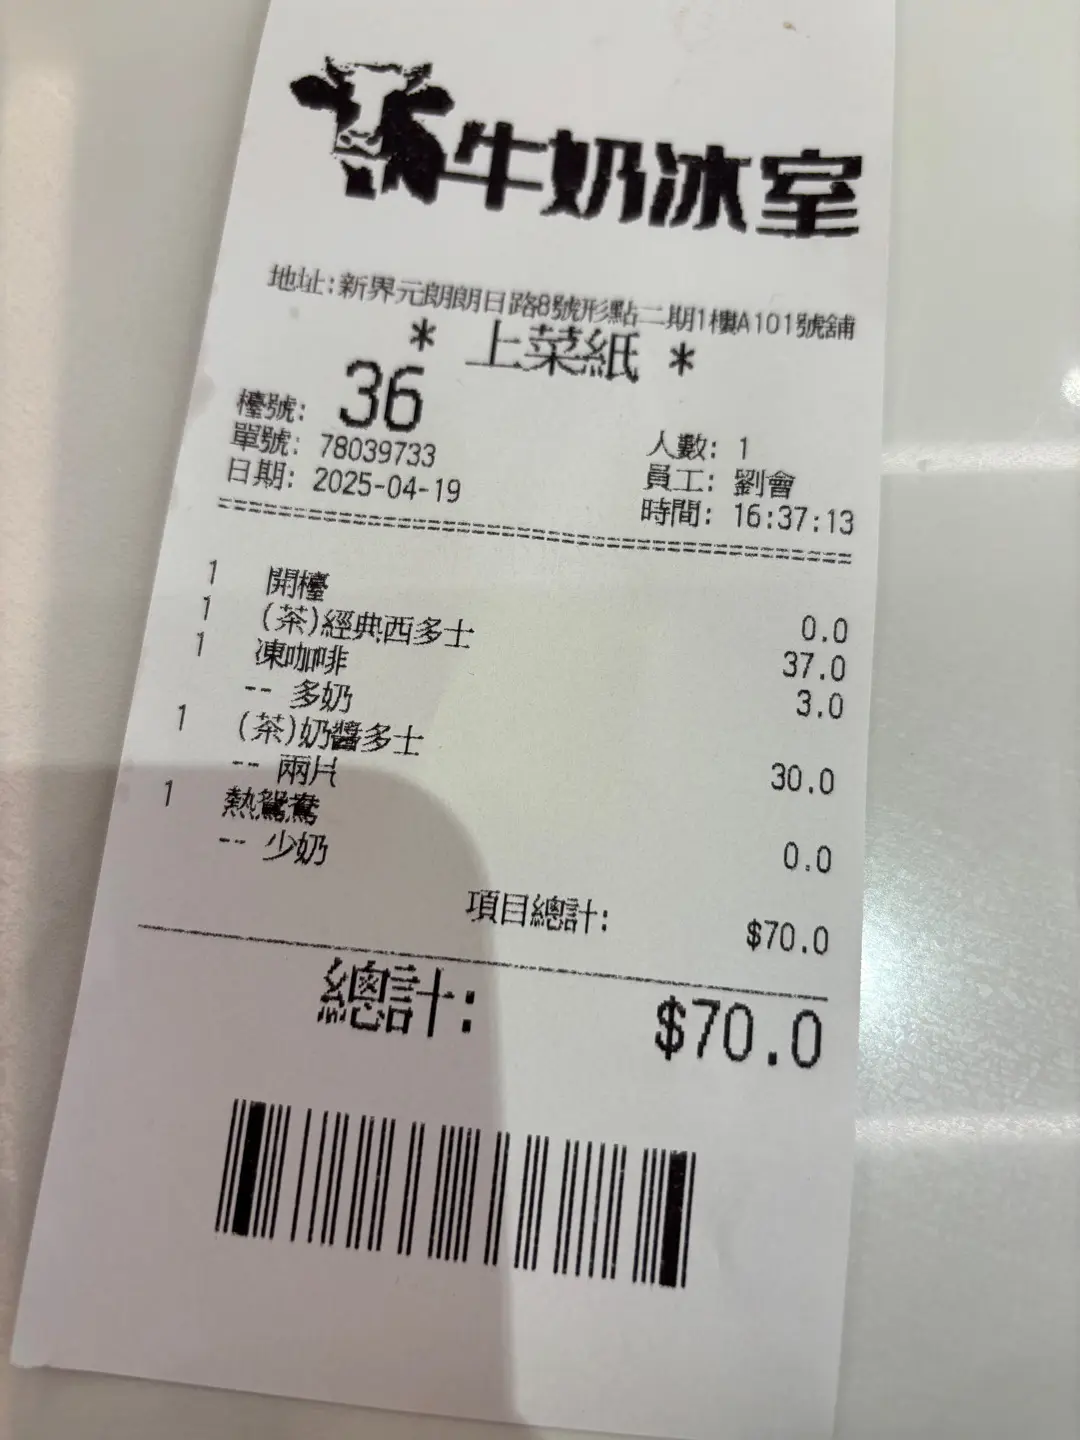 牛奶冰室
地址:新界元朗朗日路8號形點二期1樓A101號舖
* 上菜紙 *
檯號: 36 人數: 1
單號: 78039733 員工: 劉會
日期: 2025-04-19 時間: 16:37:13
1 開檯 0.0
1 (茶)經典西多士 37.0
1 凍咖啡 3.0
-- 多奶
1 (茶)奶醬多士 30.0
-- 兩片
1 熱鴛鴦 0.0
-- 少奶
項目總計: $70.0
總計: $70.0